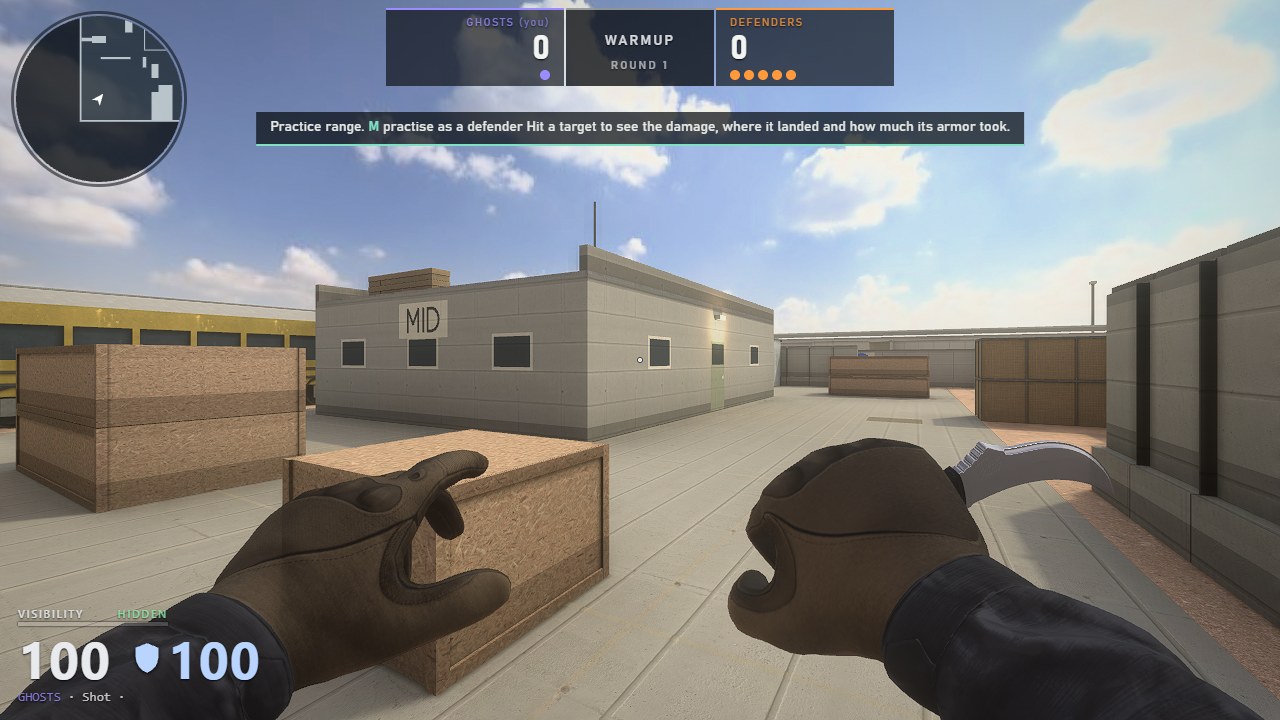 GHOSTS (you)
0
WARMUP
ROUND 1
DEFENDERS
0
Practice range. M practise as a defender Hit a target to see the damage, where it landed and how much its armor took.
MID
VISIBILITY HIDDEN
100 100
GHOSTS · Shot ·